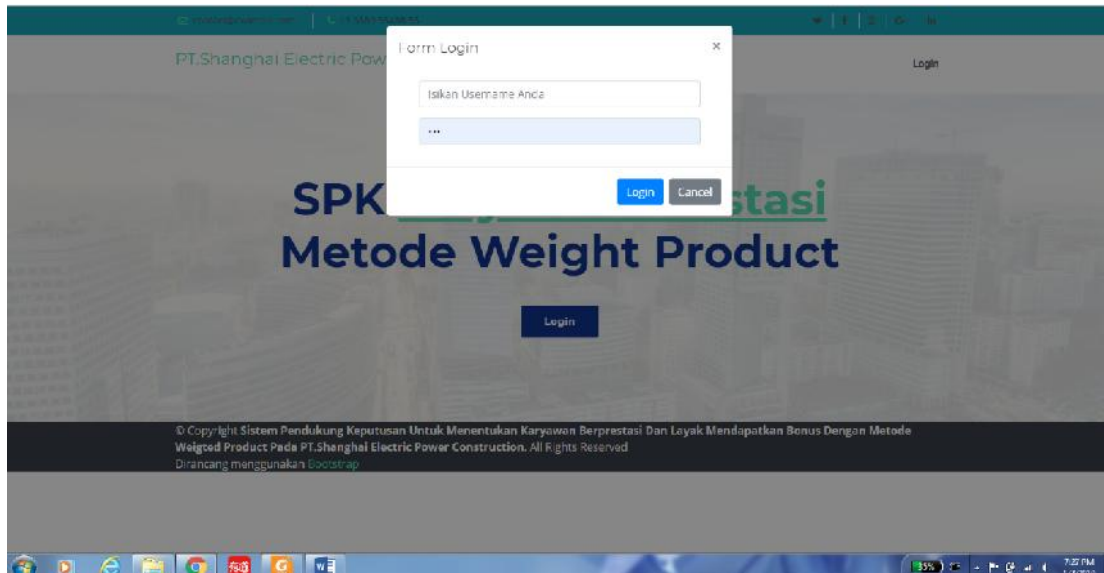 Form Login
×
PT.Shanghai Electric Pow
Login
Isikan Username Anda
•••
Login Cancel
SPK stasi
Metode Weight Product
Login
© Copyright Sistem Pendukung Keputusan Untuk Menentukan Karyawan Berprestasi Dan Layak Mendapatkan Bonus Dengan Metode
Weigted Product Pada PT.Shanghai Electric Power Construction. All Rights Reserved
Dirancang menggunakan Bootstrap
35%
7:27 PM